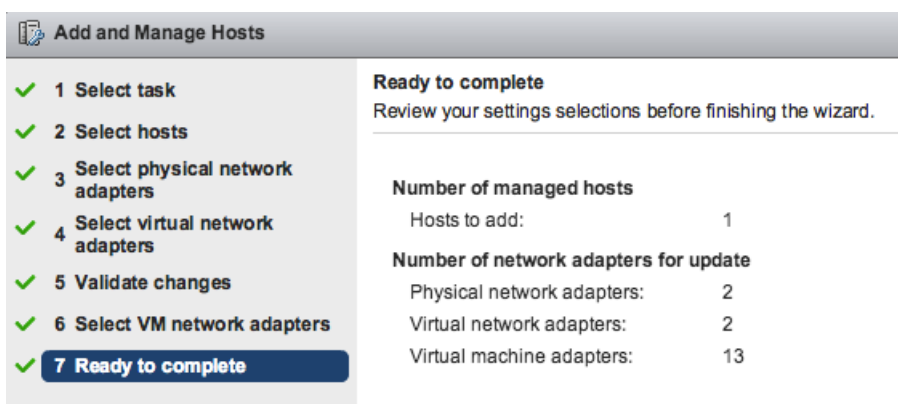 Add and Manage Hosts
1 Select task
2 Select hosts
3 Select physical network
adapters
4 Select virtual network
adapters
5 Validate changes
6 Select VM network adapters
7 Ready to complete
Ready to complete
Review your settings selections before finishing the wizard.
Number of managed hosts
Hosts to add: 1
Number of network adapters for update
Physical network adapters: 2
Virtual network adapters: 2
Virtual machine adapters: 13